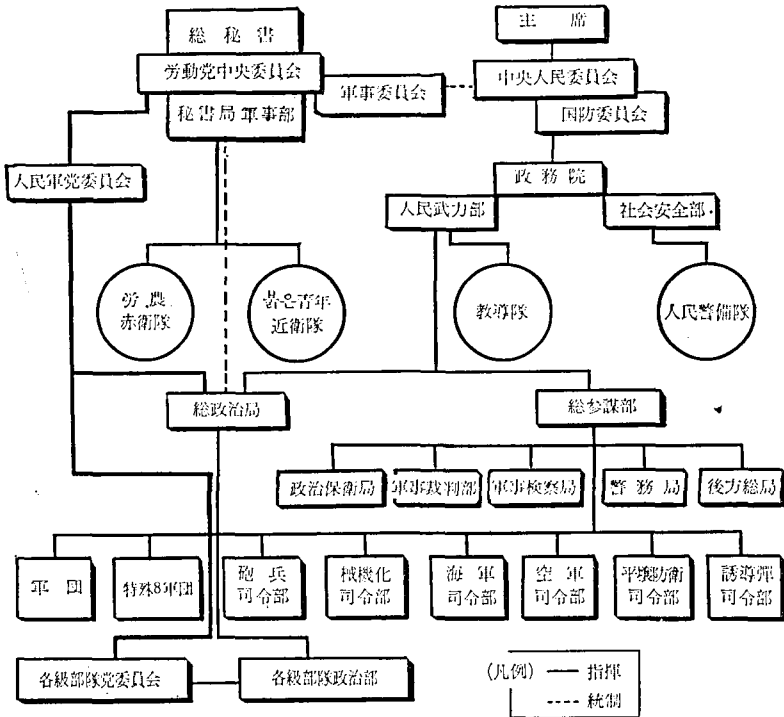 総秘書
主席
労動党中央委員会
軍事委員会
中央人民委員会
秘書局軍事部
国防委員会
人民軍党委員会
政務院
人民武力部
社会安全部
労農
赤衛隊
붉은青年
近衛隊
教導隊
人民警備隊
総政治局
総参謀部
政治保衛局
軍事裁判部
軍事検察局
警務局
後方総局
軍団
特殊8軍団
砲兵
司令部
械機化
司令部
海軍
司令部
空軍
司令部
平壌防衛
司令部
誘導弾
司令部
各級部隊党委員会
各級部隊政治部
(凡例) 指揮
統制